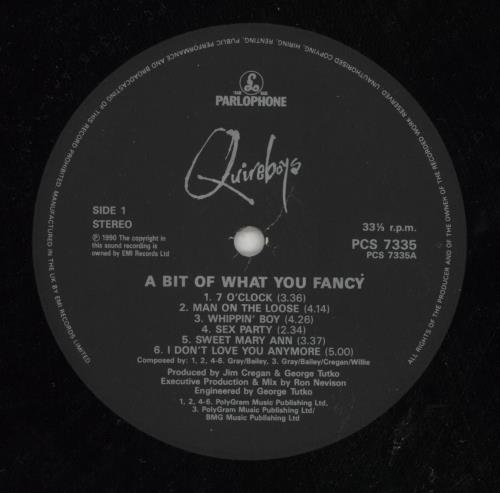 ALL RIGHTS OF THE PRODUCER AND OF THE OWNER OF THE RECORDED WORK RESERVED. UNAUTHORISED COPYING, HIRING, RENTING, PUBLIC PERFORMANCE AND BROADCASTING OF THIS RECORD PROHIBITED. MANUFACTURED IN U.K. BY EMI RECORDS LIMITED
PARLOPHONE
Quireboys
SIDE 1
STEREO
℗ 1990 The copyright in
this sound recording is
owned by EMI Records Ltd
33⅓ r.p.m.
PCS 7335
PCS 7335A
A BIT OF WHAT YOU FANCY
1. 7 O'CLOCK (3.36)
2. MAN ON THE LOOSE (4.14)
3. WHIPPIN' BOY (4.26)
4. SEX PARTY (2.34)
5. SWEET MARY ANN (3.37)
6. I DON'T LOVE YOU ANYMORE (5.00)
Composed by: 1, 2, 4-6. Gray/Bailey, 3. Gray/Bailey/Cregan/Willie
Produced by Jim Cregan & George Tutko
Executive Production & Mix by Ron Nevison
Engineered by George Tutko
1, 2, 4-6. PolyGram Music Publishing Ltd.
3. PolyGram Music Publishing Ltd/
BMG Music Publishing Ltd